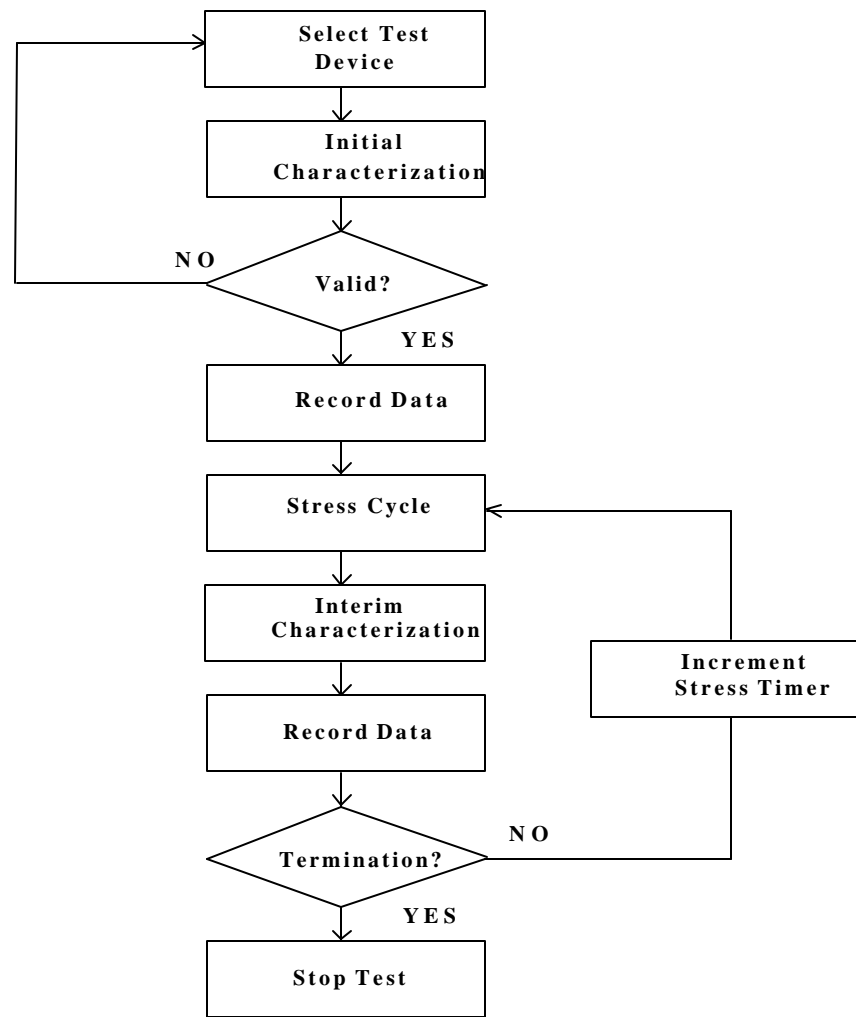 Select Test
Device
Initial
Characterization
NO
Valid?
YES
Record Data
Stress Cycle
Interim
Characterization
Increment
Stress Timer
Record Data
NO
Termination?
YES
Stop Test